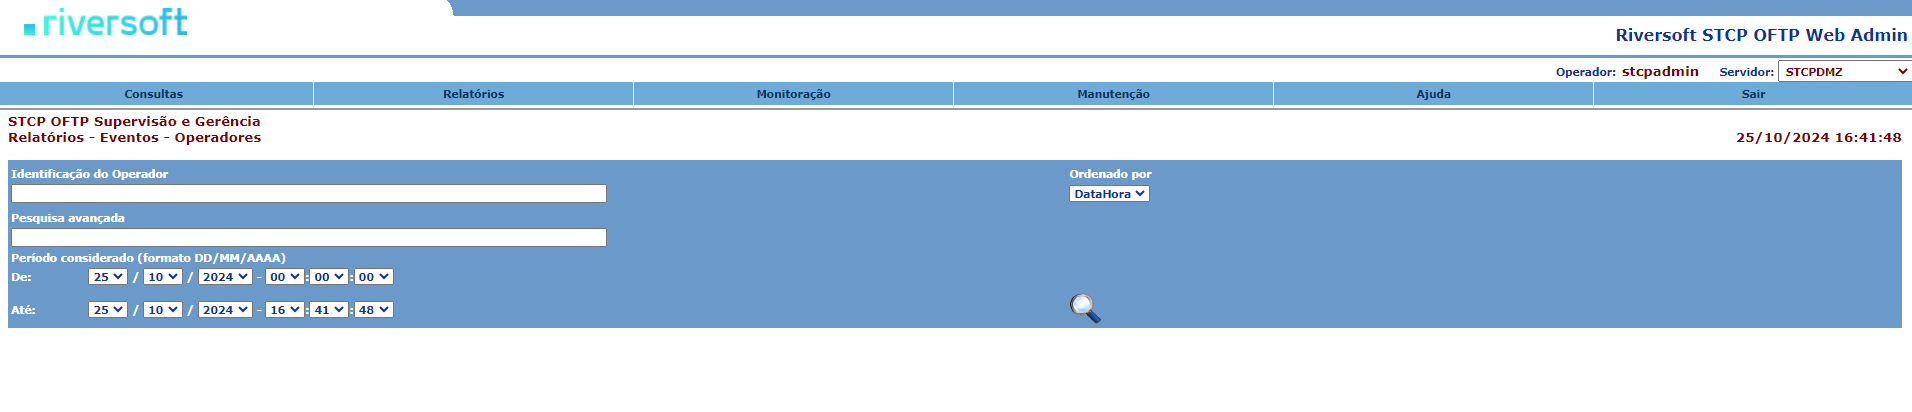 riversoft
Riversoft STCP OFTP Web Admin
Operador: stcpadmin Servidor: STCPDMZ
Consultas Relatórios Monitoração Manutenção Ajuda Sair
STCP OFTP Supervisão e Gerência
Relatórios - Eventos - Operadores 25/10/2024 16:41:48
Identificação do Operador Ordenado por
DataHora
Pesquisa avançada
Período considerado (formato DD/MM/AAAA)
De: 25 / 10 / 2024 - 00:00:00
Até: 25 / 10 / 2024 - 16:41:48